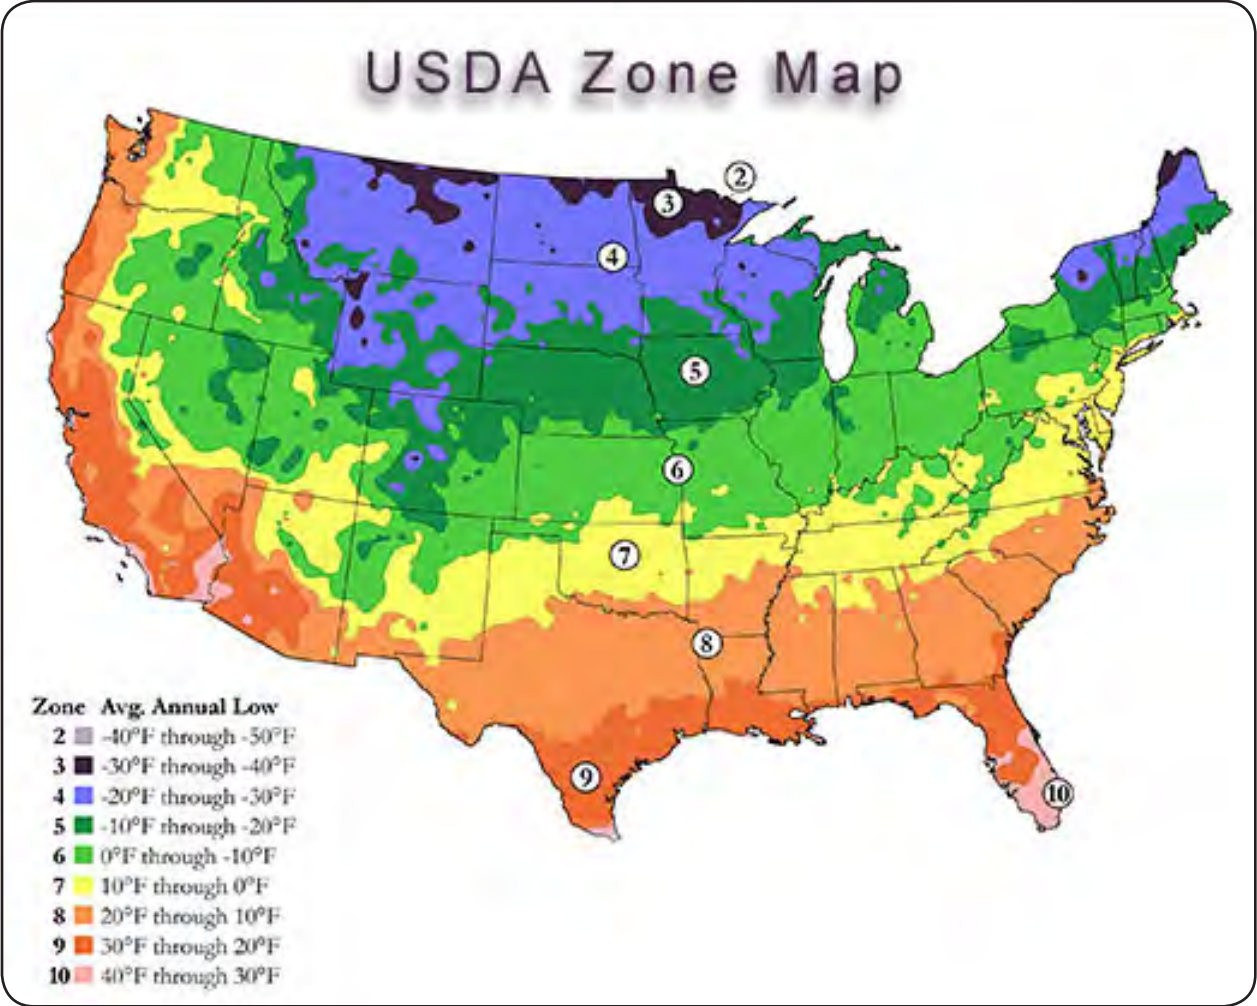 USDA Zone Map
2
3
4
5
6
7
8
9
10
Zone Avg. Annual Low
2 -40°F through -50°F
3 -30°F through -40°F
4 -20°F through -30°F
5 -10°F through -20°F
6 0°F through -10°F
7 10°F through 0°F
8 20°F through 10°F
9 30°F through 20°F
10 40°F through 30°F